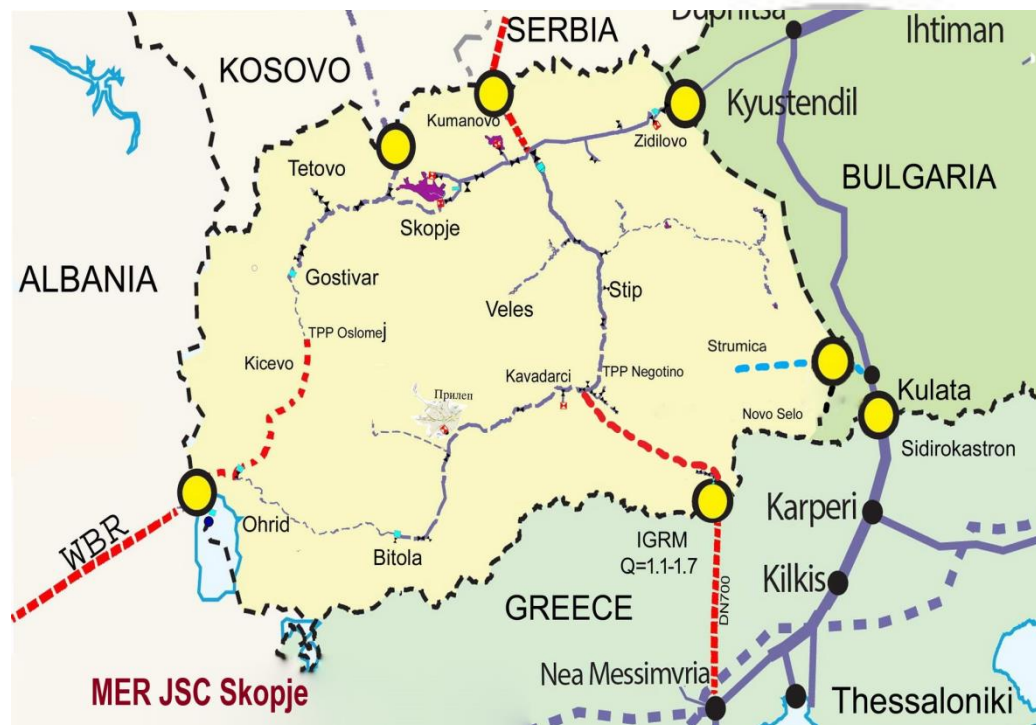 SERBIA
Dupnitsa
Ihtiman
KOSOVO
Kyustendil
Kumanovo
Zidilovo
Tetovo
BULGARIA
Skopje
ALBANIA
Gostivar
Veles
Stip
TPP Oslomej
Kicevo
Strumica
Kavadarci
TPP Negotino
Прилеп
Kulata
Novo Selo
Sidirokastron
WBR
Ohrid
Bitola
IGRM
Q=1.1-1.7
Karperi
DN700
Kilkis
GREECE
Nea Messimvria
MER JSC Skopje
Thessaloniki